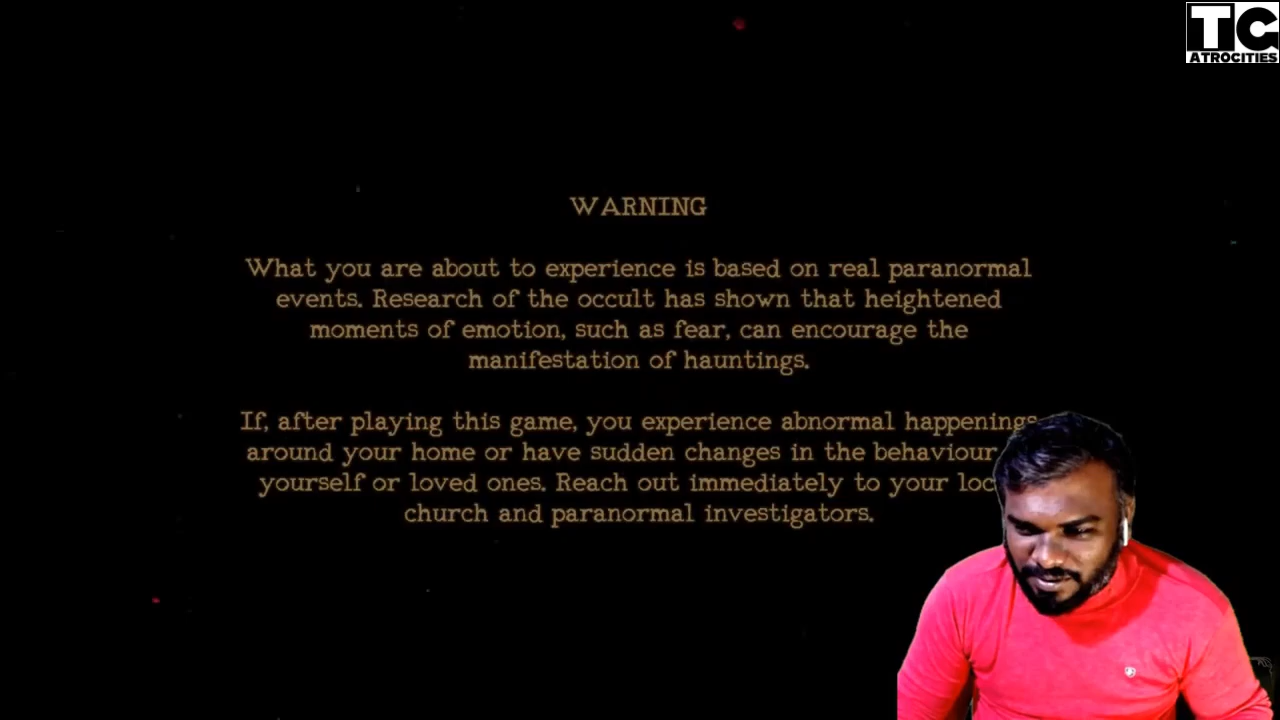 TC
ATROCITIES
WARNING
What you are about to experience is based on real paranormal
events. Research of the occult has shown that heightened
moments of emotion, such as fear, can encourage the
manifestation of hauntings.
If, after playing this game, you experience abnormal happenings
around your home or have sudden changes in the behaviour
yourself or loved ones. Reach out immediately to your
church and paranormal investigators.